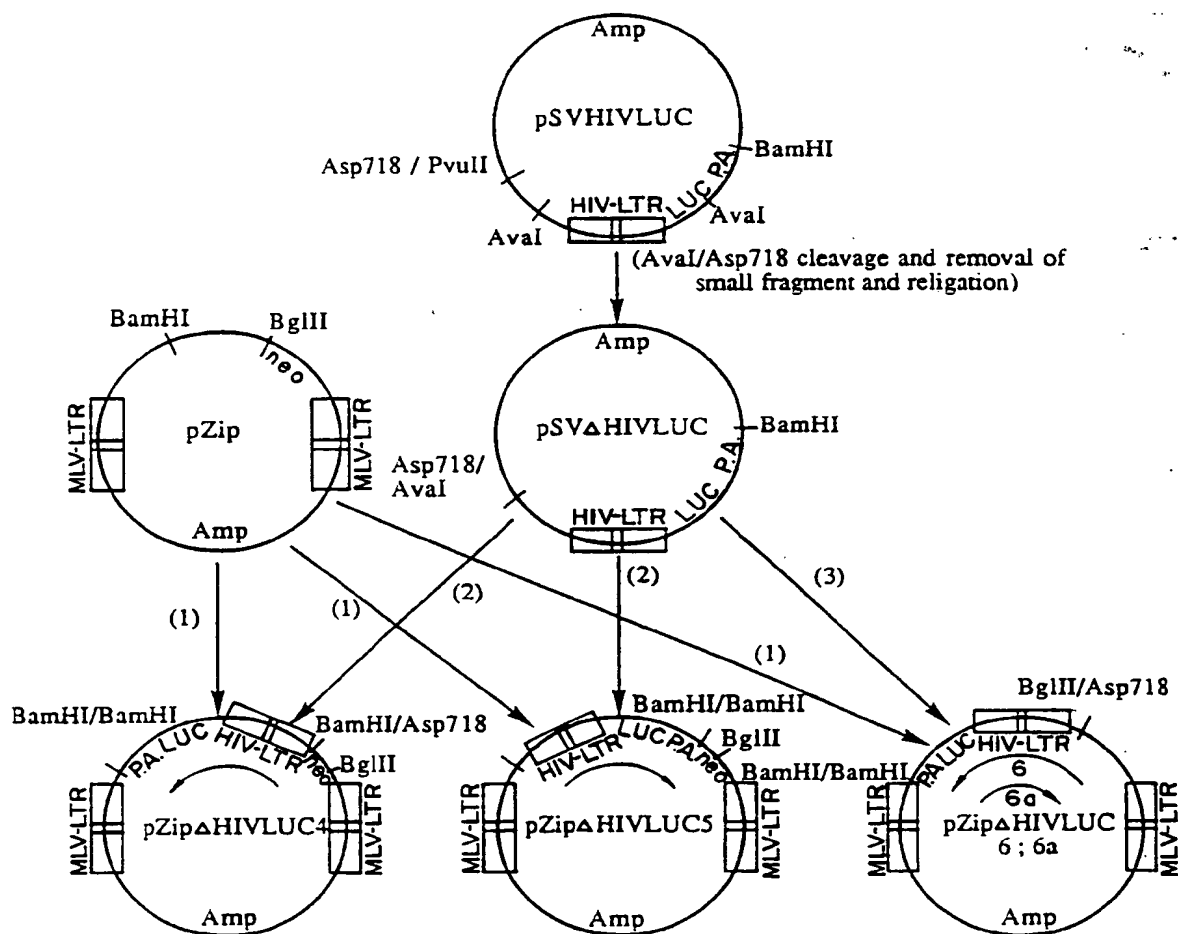 Amp
pSVHIVLUC
Asp718 / PvuII
BamHI
LUC P.A.
HIV-LTR
AvaI
AvaI
(AvaI/Asp718 cleavage and removal of
small fragment and religation)
BamHI
BglII
neo
MLV-LTR
pZip
MLV-LTR
Amp
Amp
pSVΔHIVLUC
BamHI
Asp718/
AvaI
LUC P.A.
HIV-LTR
(1)
(1)
(2)
(2)
(1)
(3)
BamHI/BamHI
P.A. LUC
HIV-LTR
BamHI/Asp718
neo
BglII
MLV-LTR
pZipΔHIVLUC4
MLV-LTR
Amp
BamHI/BamHI
HIV-LTR
LUC P.A.
neo
BglII
MLV-LTR
pZipΔHIVLUC5
MLV-LTR
Amp
BglII/Asp718
HIV-LTR
P.A LUC
BamHI/BamHI
6
6a
MLV-LTR
pZipΔHIVLUC
6 ; 6a
MLV-LTR
Amp